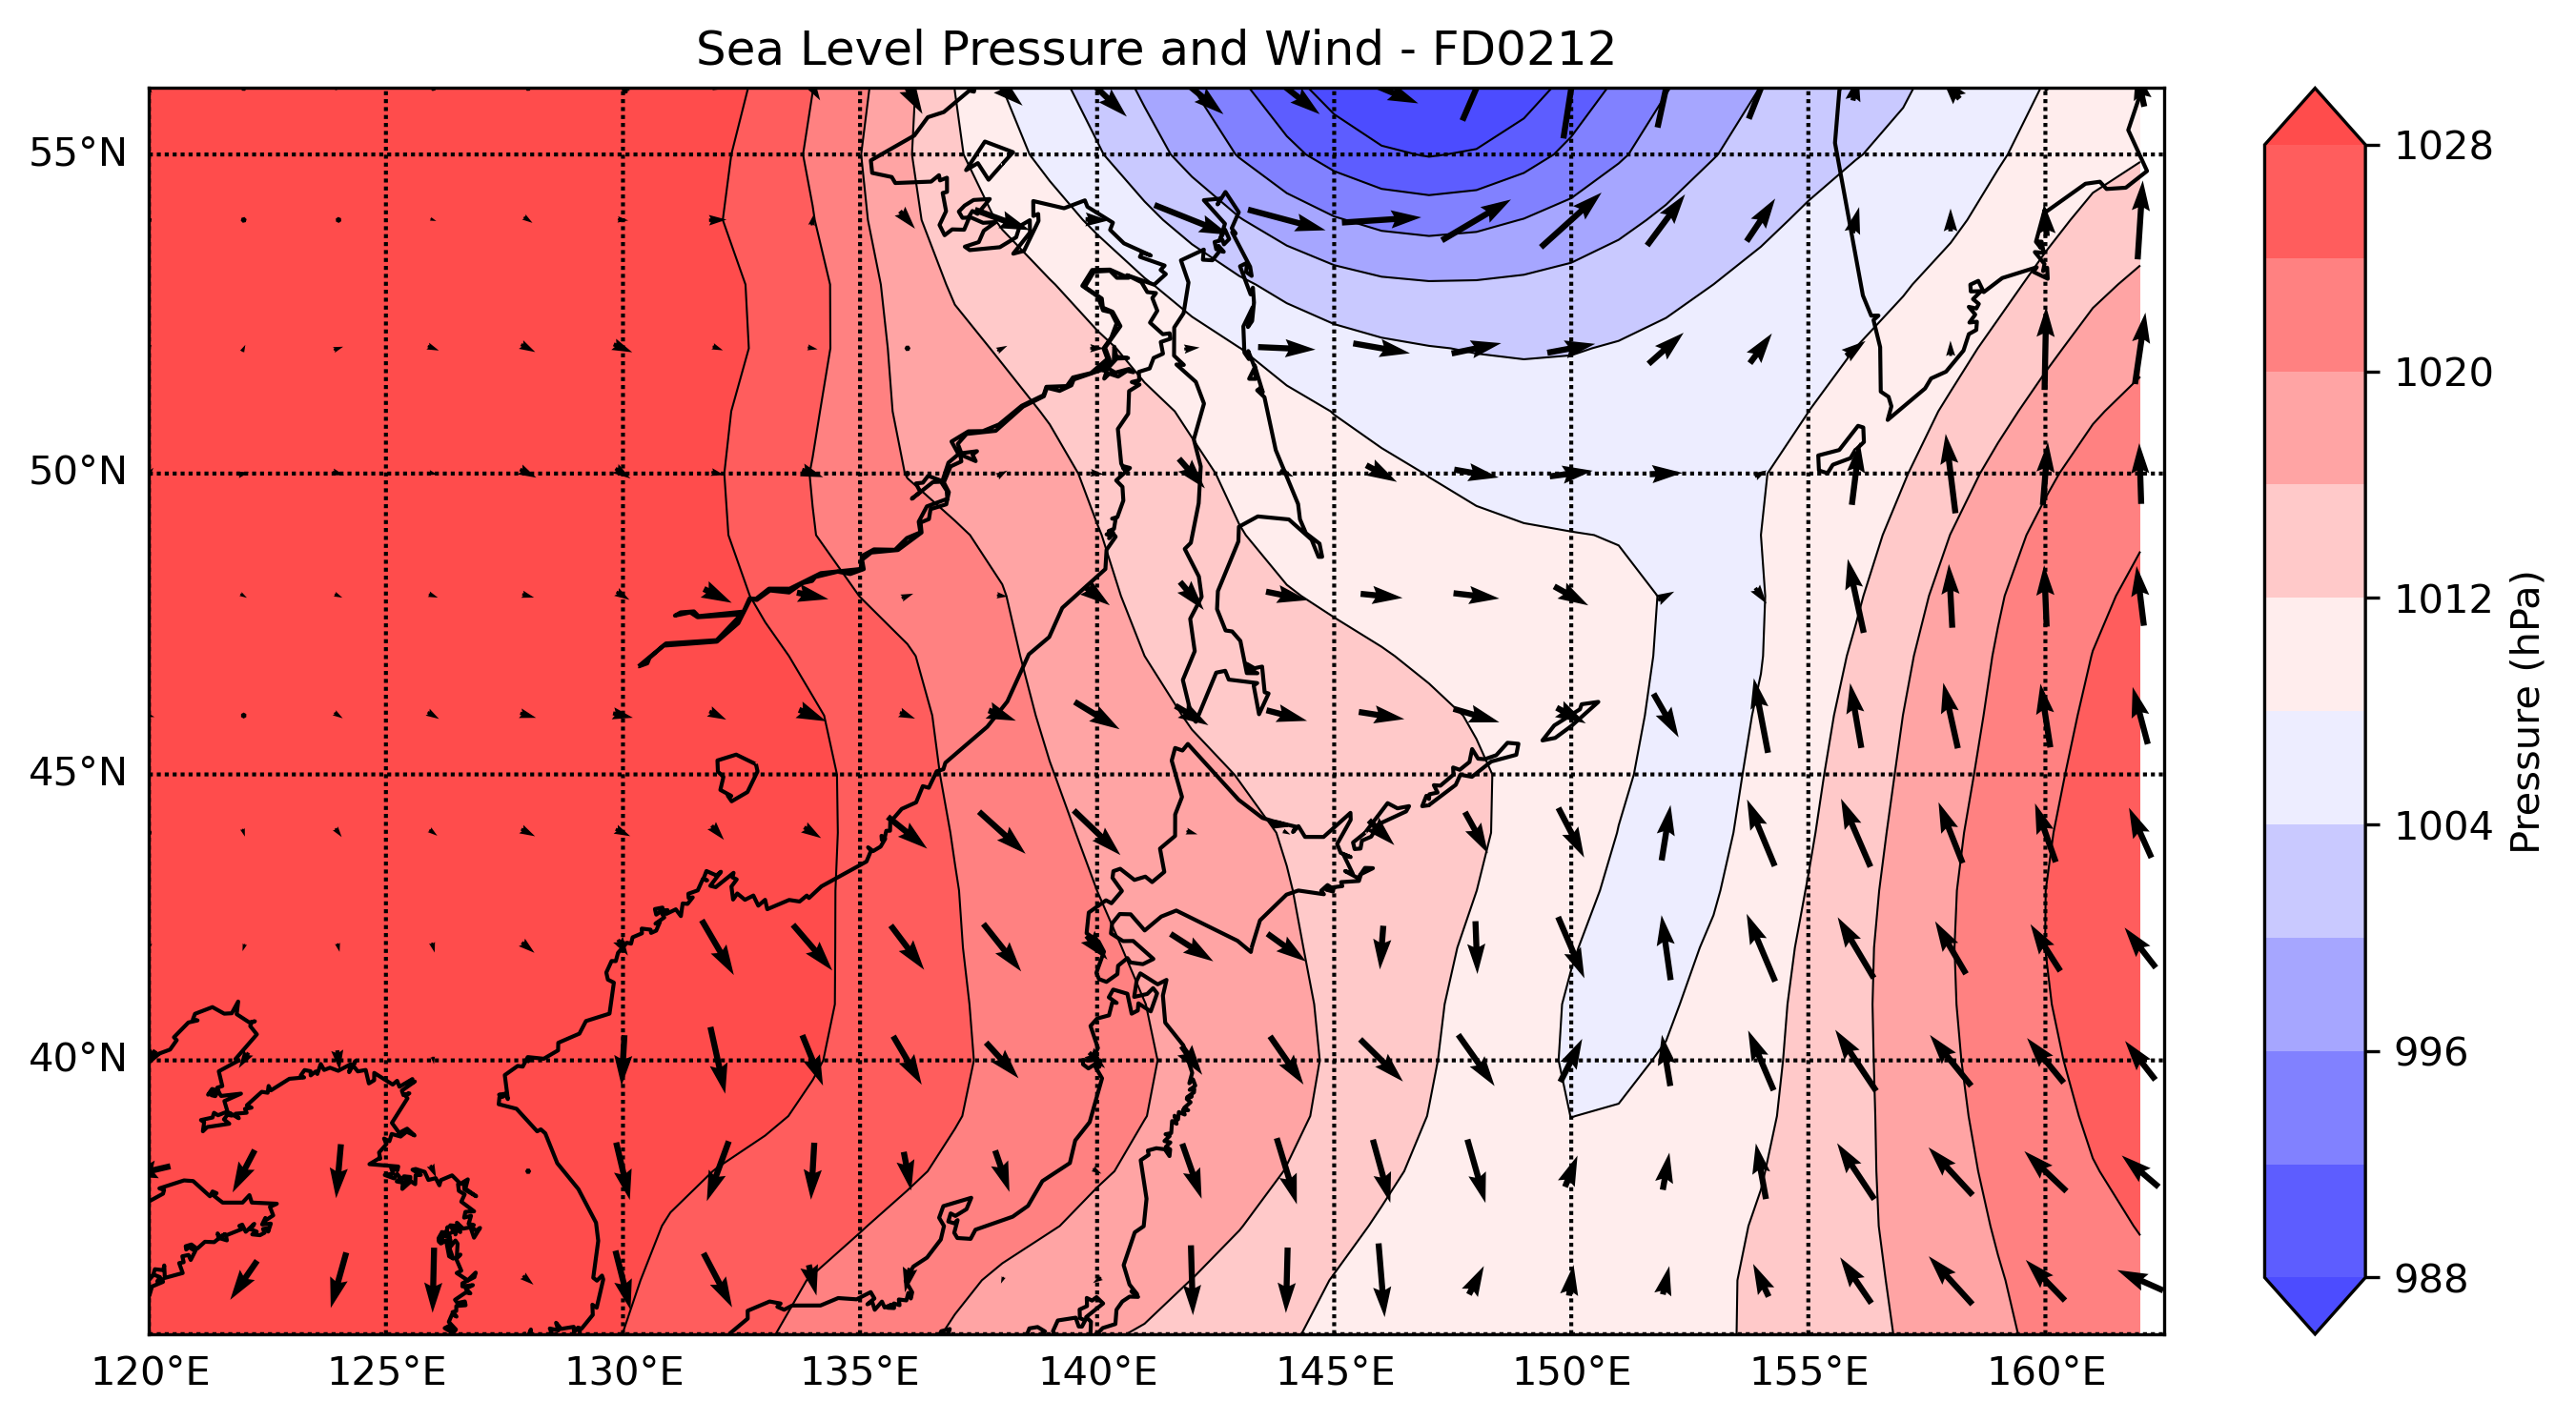 Sea Level Pressure and Wind - FD0212
55°N
50°N
45°N
40°N
120°E
125°E
130°E
135°E
140°E
145°E
150°E
155°E
160°E
1028
1020
1012
1004
996
988
Pressure (hPa)